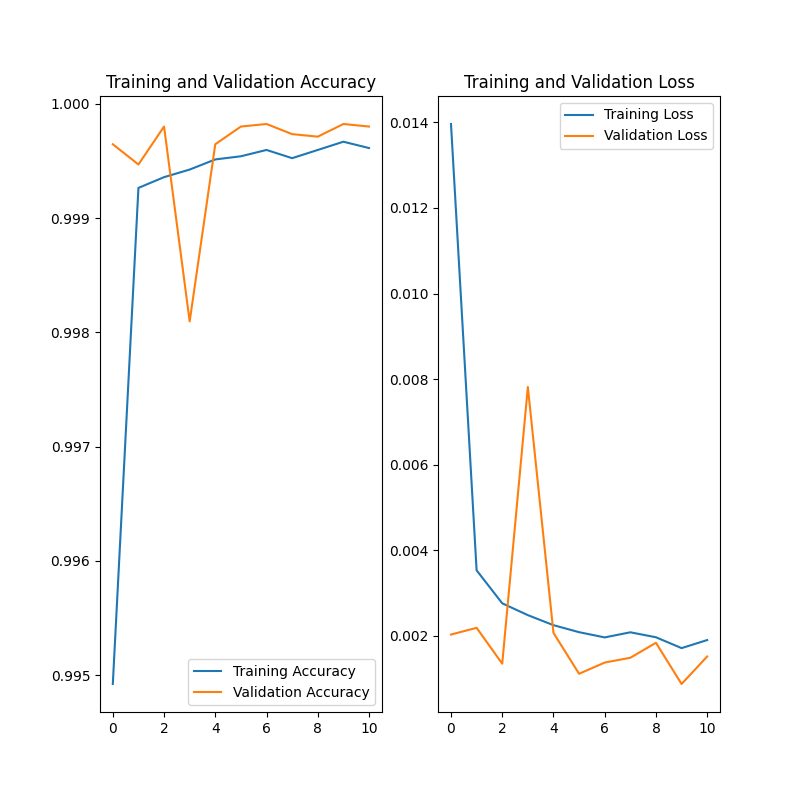 Training and Validation Accuracy
1.000
0.999
0.998
0.997
0.996
0.995
0 2 4 6 8 10
Training Accuracy
Validation Accuracy
Training and Validation Loss
0.014
0.012
0.010
0.008
0.006
0.004
0.002
0 2 4 6 8 10
Training Loss
Validation Loss